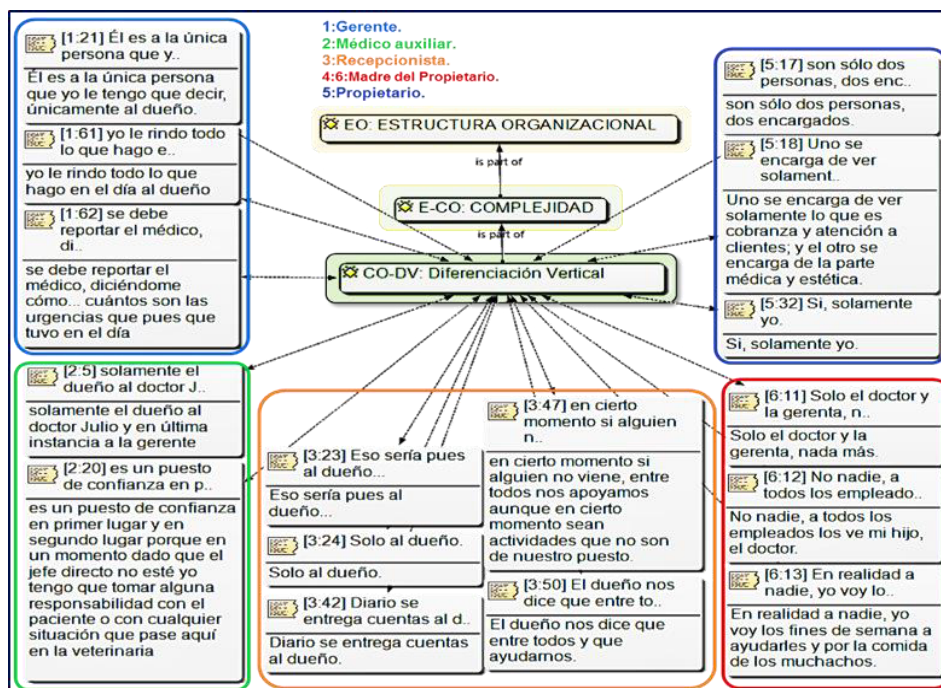 1:Gerente.
2:Médico auxiliar.
3:Recepcionista.
4:6:Madre del Propietario.
5:Propietario.
EO: ESTRUCTURA ORGANIZACIONAL
is part of
E-CO: COMPLEJIDAD
is part of
CO-DV: Diferenciación Vertical
[1:21] Él es a la única
persona que y..
Él es a la única persona
que yo le tengo que decir,
únicamente al dueño.
[1:61] yo le rindo todo
lo que hago e..
yo le rindo todo lo que
hago en el día al dueño
[1:62] se debe
reportar el médico,
di..
se debe reportar el
médico, diciéndome
cómo... cuántos son las
urgencias que pues que
tuvo en el día
[2:5] solamente el
dueño al doctor J..
solamente el dueño al
doctor Julio y en última
instancia a la gerente
[2:20] es un puesto
de confianza en p..
es un puesto de confianza
en primer lugar y en
segundo lugar porque en
un momento dado que el
jefe directo no esté yo
tengo que tomar alguna
responsabilidad con el
paciente o con cualquier
situación que pase aquí
en la veterinaria
[3:23] Eso sería pues
al dueño...
Eso sería pues al
dueño...
[3:24] Solo al dueño.
Solo al dueño.
[3:42] Diario se
entrega cuentas al d..
Diario se entrega cuentas
al dueño.
[3:47] en cierto
momento si alguien
n..
en cierto momento si
alguien no viene, entre
todos nos apoyamos
aunque en cierto
momento sean
actividades que no son
de nuestro puesto.
[3:50] El dueño nos
dice que entre to..
El dueño nos dice que
entre todos y que
ayudarnos.
[5:17] son sólo dos
personas, dos enc..
son sólo dos personas,
dos encargados.
[5:18] Uno se
encarga de ver
solament..
Uno se encarga de ver
solamente lo que es
cobranza y atención a
clientes; y el otro se
encarga de la parte
médica y estética.
[5:32] Si, solamente
yo.
Si, solamente yo.
[6:11] Solo el doctor y
la gerenta, n..
Solo el doctor y la
gerenta, nada más.
[6:12] No nadie, a
todos los empleado..
No nadie, a todos los
empleados los ve mi hijo,
el doctor.
[6:13] En realidad a
nadie, yo voy lo..
En realidad a nadie, yo
voy los fines de semana a
ayudarles y por la comida
de los muchachos.